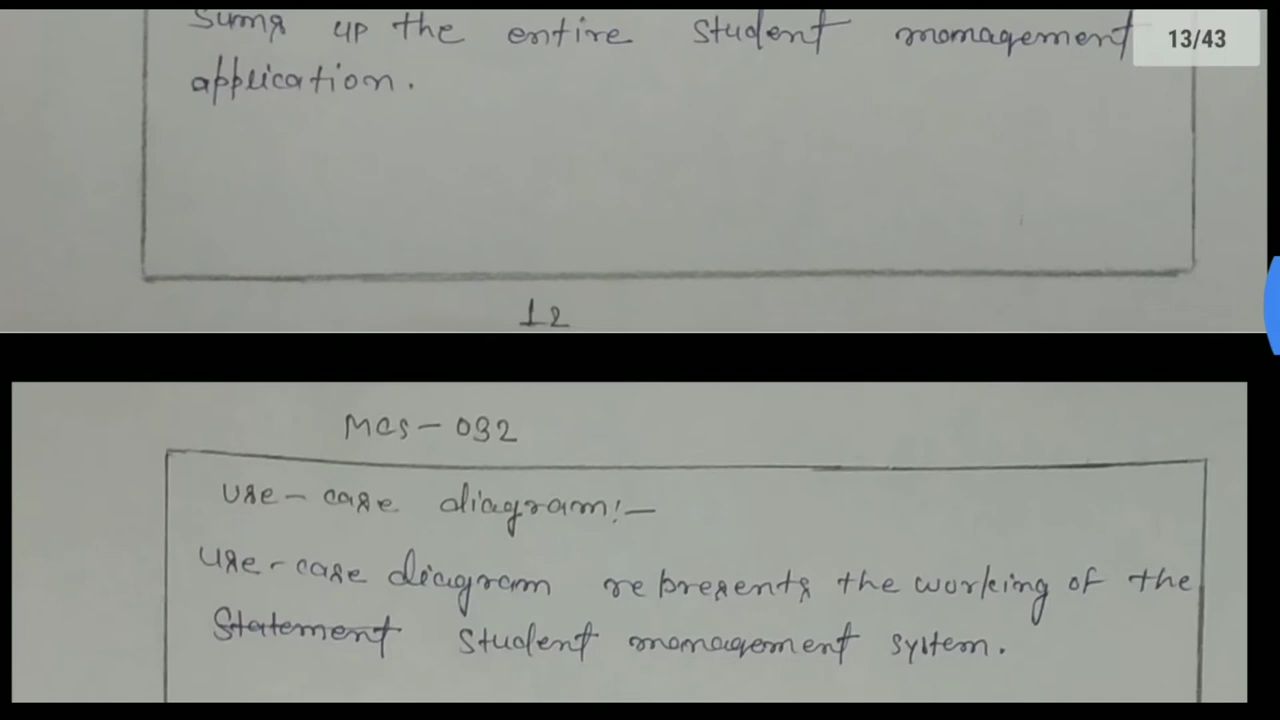 sums up the entire student management
13/43
application.
12
MCS-032
Use-case diagram:-
Use-case diagram represents the working of the
Statement student management system.